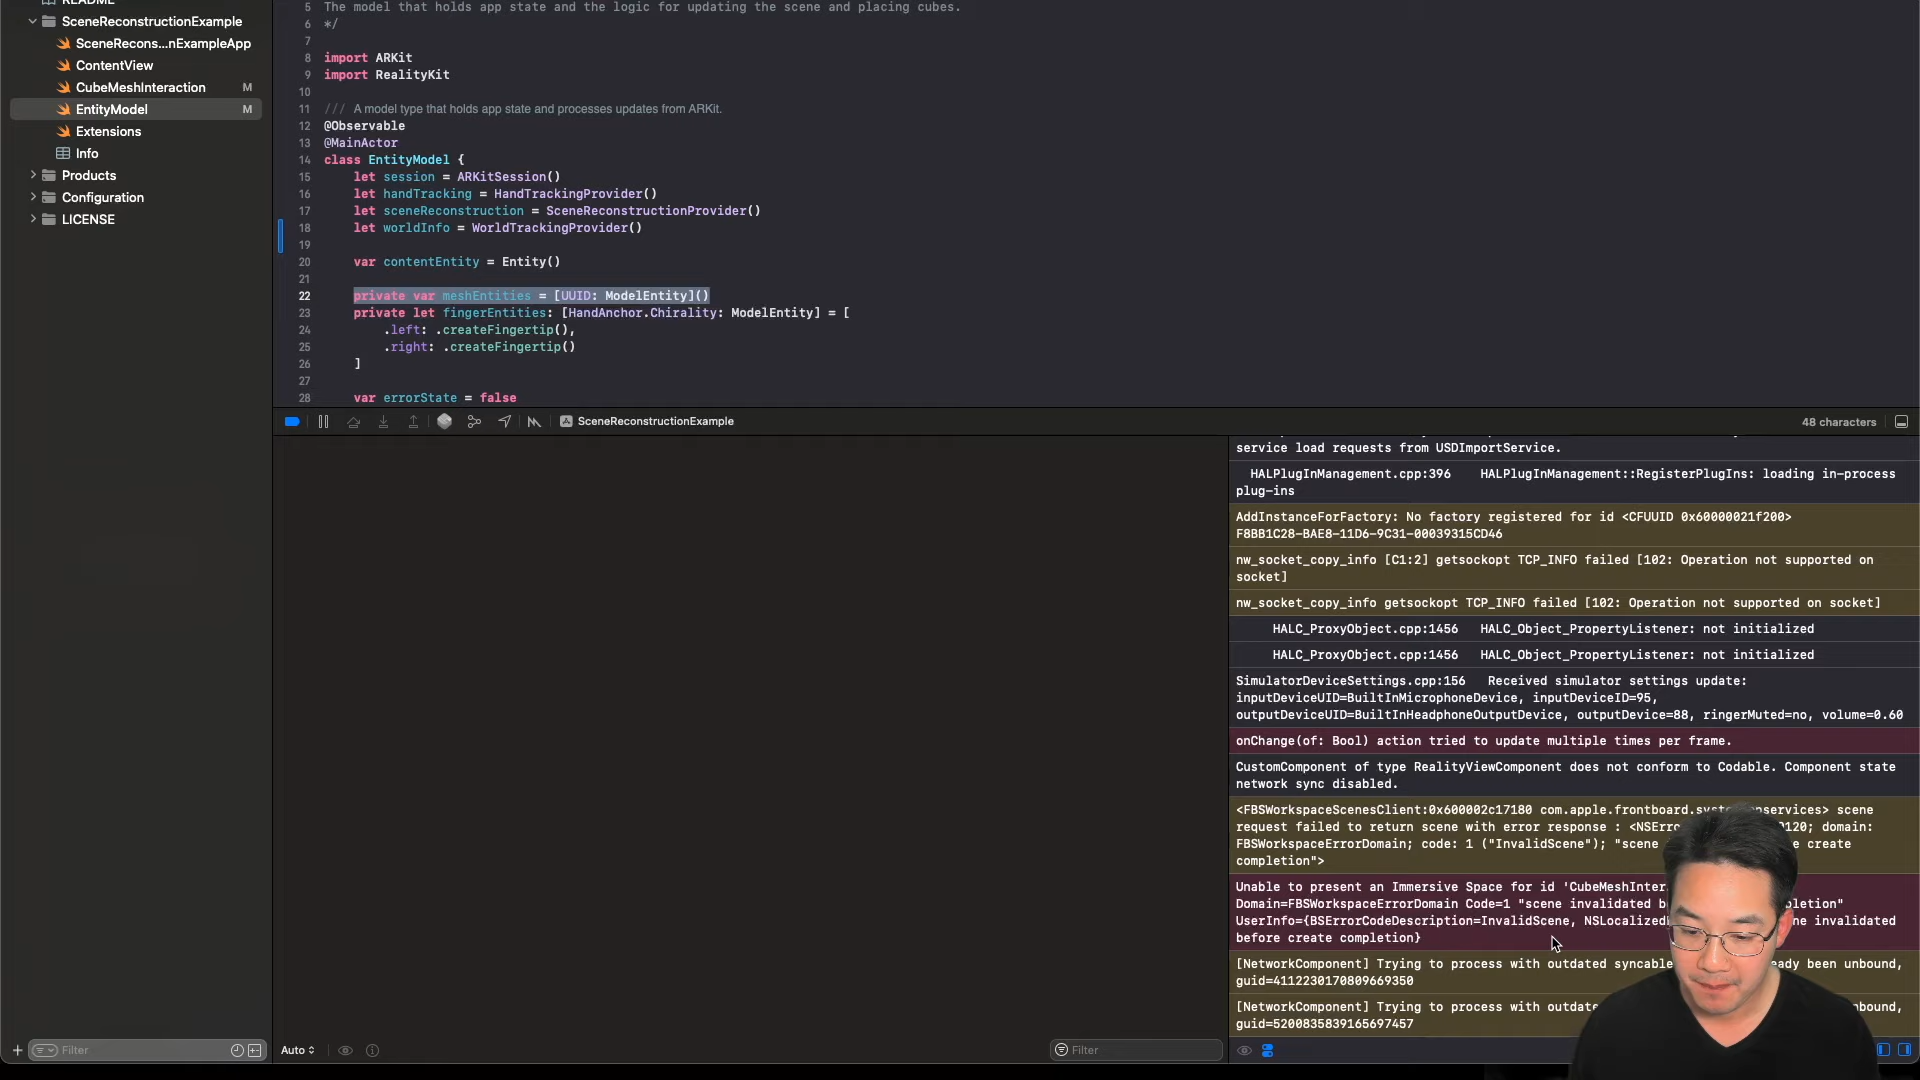 README
SceneReconstructionExample
SceneRecons...nExampleApp
ContentView
CubeMeshInteraction M
EntityModel M
Extensions
Info
Products
Configuration
LICENSE
Filter
5 The model that holds app state and the logic for updating the scene and placing cubes.
6 */
7
8 import ARKit
9 import RealityKit
10
11 /// A model type that holds app state and processes updates from ARKit.
12 @Observable
13 @MainActor
14 class EntityModel {
15 let session = ARKitSession()
16 let handTracking = HandTrackingProvider()
17 let sceneReconstruction = SceneReconstructionProvider()
18 let worldInfo = WorldTrackingProvider()
19
20 var contentEntity = Entity()
21
22 private var meshEntities = [UUID: ModelEntity]()
23 private let fingerEntities: [HandAnchor.Chirality: ModelEntity] = [
24 .left: .createFingertip(),
25 .right: .createFingertip()
26 ]
27
28 var errorState = false
SceneReconstructionExample
48 characters
service load requests from USDImportService.
HALPlugInManagement.cpp:396 HALPlugInManagement::RegisterPlugIns: loading in-process
plug-ins
AddInstanceForFactory: No factory registered for id <CFUUID 0x60000021f200>
F8BB1C28-BAE8-11D6-9C31-00039315CD46
nw_socket_copy_info [C1:2] getsockopt TCP_INFO failed [102: Operation not supported on
socket]
nw_socket_copy_info getsockopt TCP_INFO failed [102: Operation not supported on socket]
HALC_ProxyObject.cpp:1456 HALC_Object_PropertyListener: not initialized
HALC_ProxyObject.cpp:1456 HALC_Object_PropertyListener: not initialized
SimulatorDeviceSettings.cpp:156 Received simulator settings update:
inputDeviceUID=BuiltInMicrophoneDevice, inputDeviceID=95,
outputDeviceUID=BuiltInHeadphoneOutputDevice, outputDevice=88, ringerMuted=no, volume=0.60
onChange(of: Bool) action tried to update multiple times per frame.
CustomComponent of type RealityViewComponent does not conform to Codable. Component state
network sync disabled.
<FBSWorkspaceScenesClient:0x600002c17180 com.apple.frontboard. scene
request failed to return scene with error response : 120; domain:
FBSWorkspaceErrorDomain; code: 1 ("InvalidScene"); "scene create
completion">
Unable to present an Immersive Space for id
Domain=FBSWorkspaceErrorDomain Code=1 "scene invalidated
UserInfo={BSErrorCodeDescription=InvalidScene, invalidated
before create completion}
[NetworkComponent] Trying to process with outdated been unbound,
guid=4112230170809669350
[NetworkComponent] Trying to process with
guid=5200835839165697457
Auto
Filter